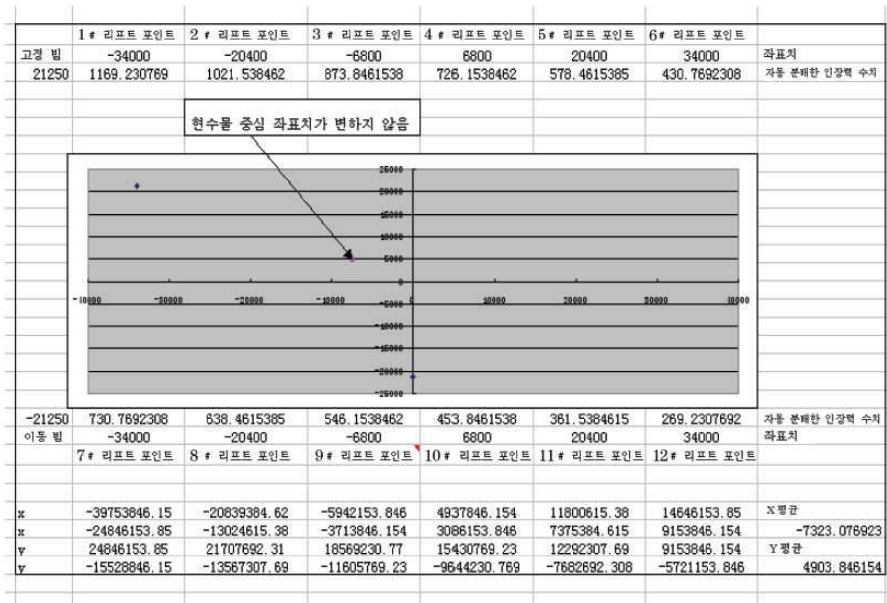 1# 리프트 포인트 2# 리프트 포인트 3# 리프트 포인트 4# 리프트 포인트 5# 리프트 포인트 6# 리프트 포인트
고정 빔 -34000 -20400 -6800 6800 20400 34000 좌표치
21250 1169.230769 1021.538462 873.8461538 726.1538462 578.4615385 430.7692308 자동 분배한 인장력 수치
현수물 중심 좌표치가 변하지 않음
25000
20000
15000
10000
5000
0
-20000 -10000 0 10000 20000
-5000
-10000
-15000
-20000
-25000
-21250 730.7692308 638.4615385 546.1538462 453.8461538 361.5384615 269.2307692 자동 분배한 인장력 수치
이동 빔 -34000 -20400 -6800 6800 20400 34000 좌표치
7# 리프트 포인트 8# 리프트 포인트 9# 리프트 포인트 10# 리프트 포인트 11# 리프트 포인트 12# 리프트 포인트
x -39753846.15 -20839384.62 -5942153.846 4937846.154 11800615.38 14646153.85 X평균
x -24846153.85 -13024615.38 -3713846.154 3086153.846 7375384.615 9153846.154 -7323.076923
y 24846153.85 21707692.31 18569230.77 15430769.23 12292307.69 9153846.154 Y평균
y -15528846.15 -13567307.69 -11605769.23 -9644230.769 -7682692.308 -5721153.846 4903.846154